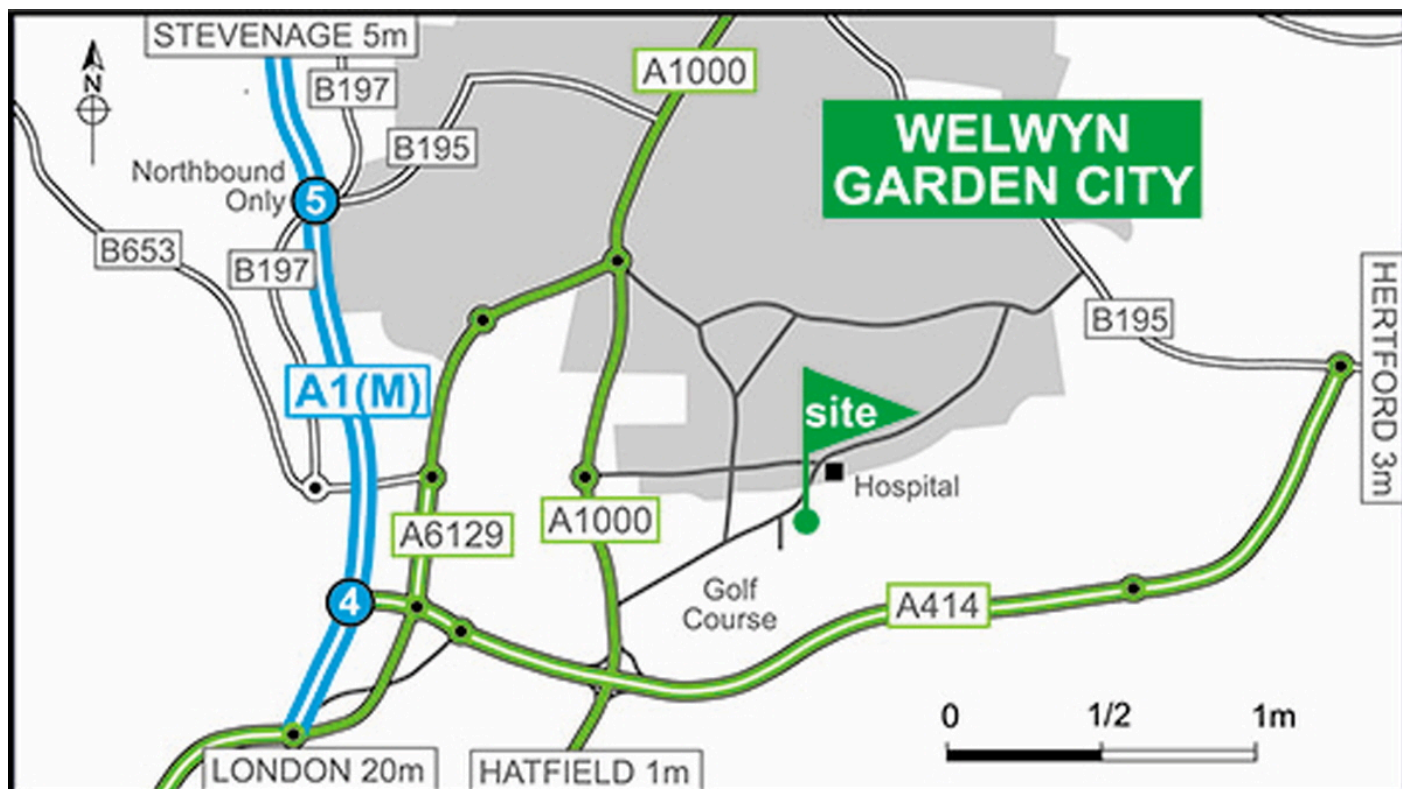 STEVENAGE 5m
N
B197
A1000
B195
WELWYN
GARDEN CITY
Northbound
Only
5
B653
B197
HERTFORD 3m
B195
A1(M)
site
Hospital
A6129
A1000
4
Golf
Course
A414
0 1/2 1m
LONDON 20m
HATFIELD 1m